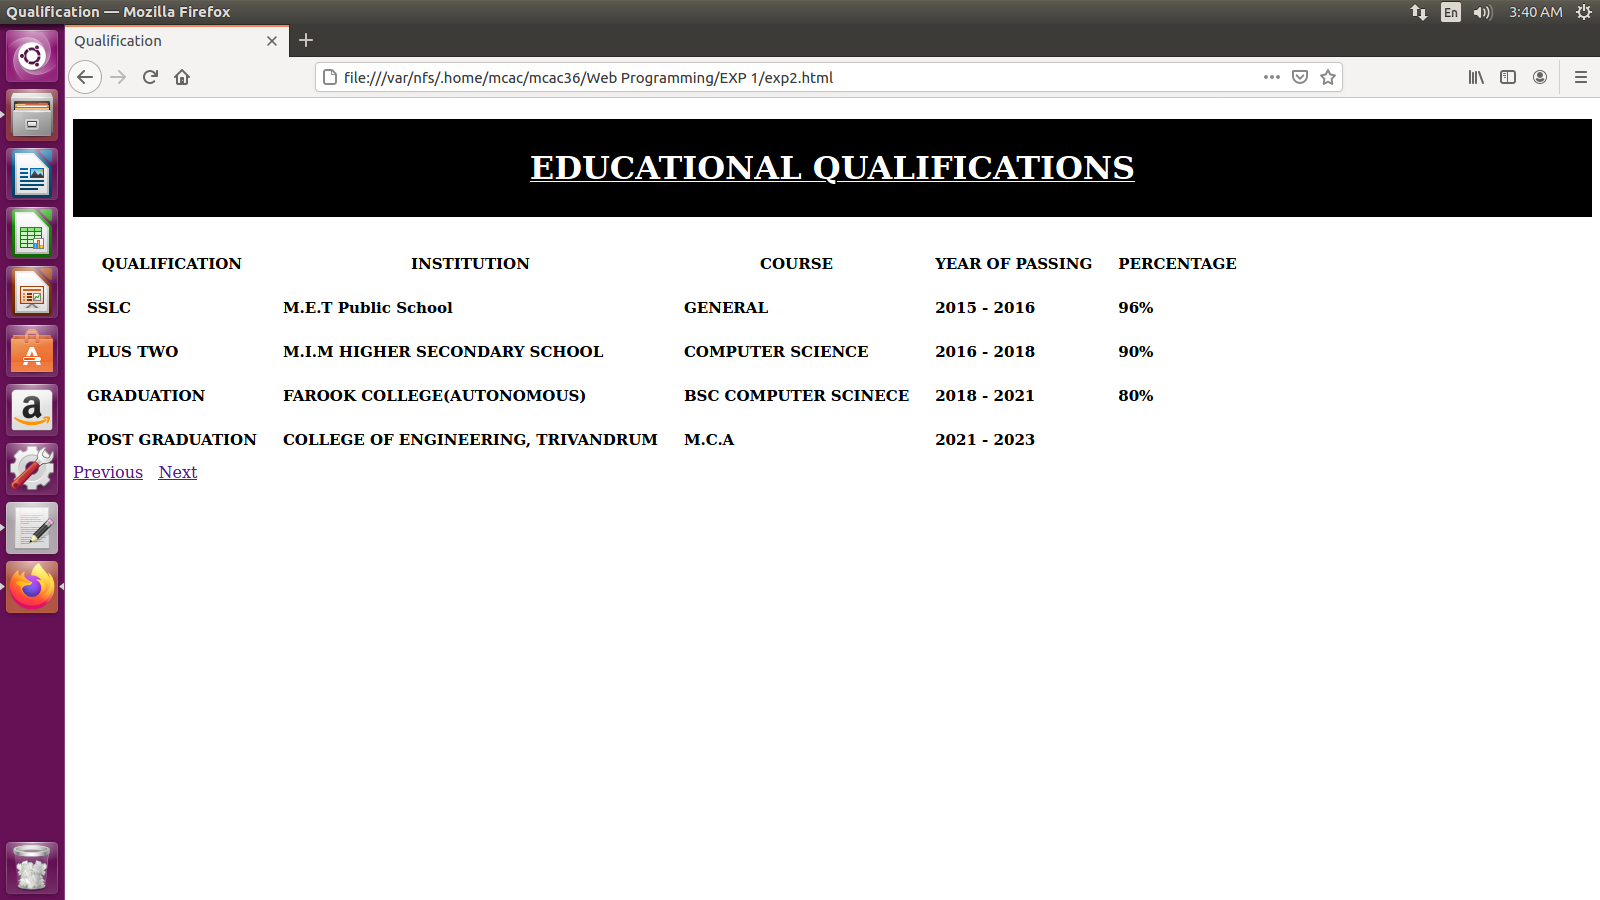 Qualification — Mozilla Firefox
En
3:40 AM
Qualification
file:///var/nfs/.home/mcac/mcac36/Web Programming/EXP 1/exp2.html
EDUCATIONAL QUALIFICATIONS
QUALIFICATION INSTITUTION COURSE YEAR OF PASSING PERCENTAGE
SSLC M.E.T Public School GENERAL 2015 - 2016 96%
PLUS TWO M.I.M HIGHER SECONDARY SCHOOL COMPUTER SCIENCE 2016 - 2018 90%
GRADUATION FAROOK COLLEGE(AUTONOMOUS) BSC COMPUTER SCINECE 2018 - 2021 80%
POST GRADUATION COLLEGE OF ENGINEERING, TRIVANDRUM M.C.A 2021 - 2023
Previous Next